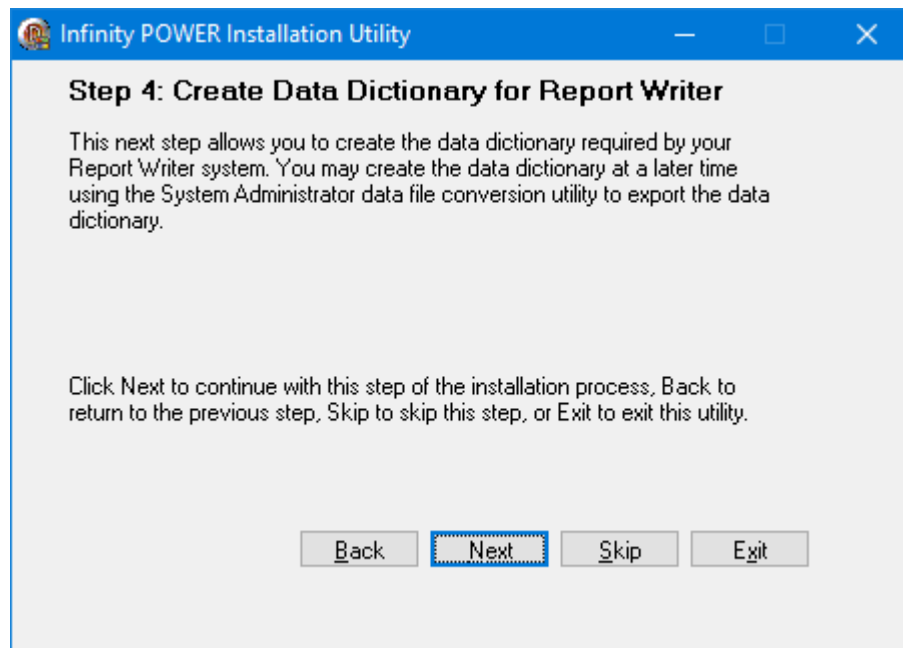 Infinity POWER Installation Utility
Step 4: Create Data Dictionary for Report Writer
This next step allows you to create the data dictionary required by your
Report Writer system. You may create the data dictionary at a later time
using the System Administrator data file conversion utility to export the data
dictionary.
Click Next to continue with this step of the installation process, Back to
return to the previous step, Skip to skip this step, or Exit to exit this utility.
Back Next Skip Exit